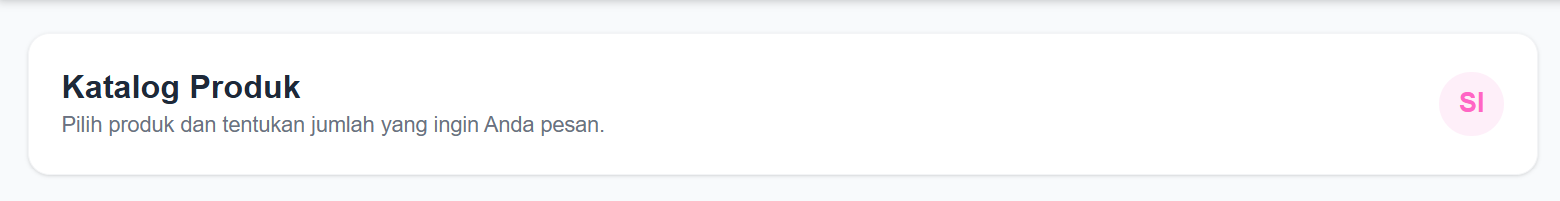 Katalog Produk
Pilih produk dan tentukan jumlah yang ingin Anda pesan.
SI